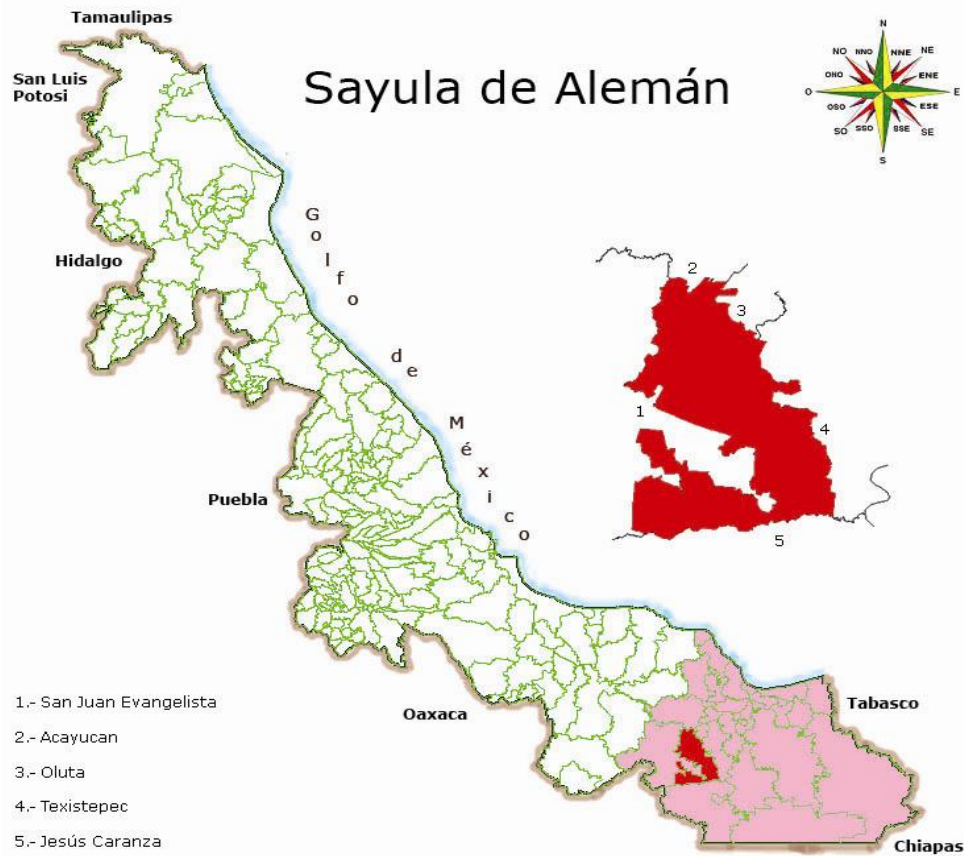 Tamaulipas
San Luis
Potosi
Sayula de Alemán
N
NNO
NNE
NO
NE
ONO
ENE
O
E
OSO
ESE
SO
SSO
SSE
SE
S
Golfo de México
Hidalgo
2
3
1
4
5
Puebla
Oaxaca
Tabasco
Chiapas
1.- San Juan Evangelista
2.- Acayucan
3.- Oluta
4.- Texistepec
5.- Jesús Caranza